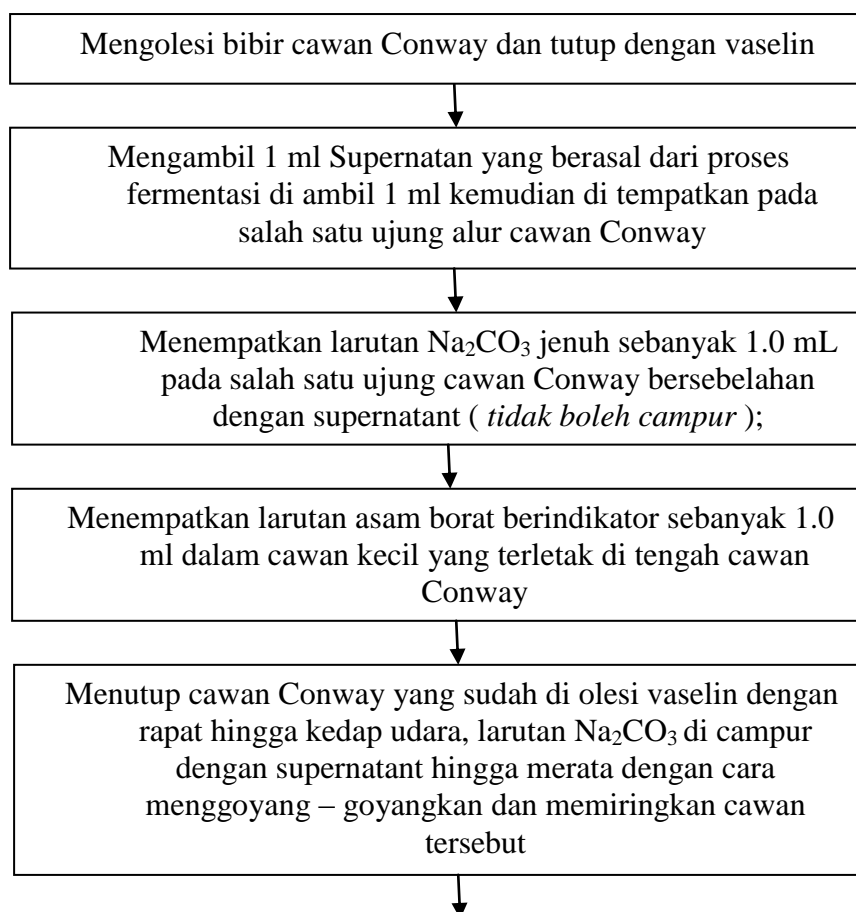 Mengolesi bibir cawan Conway dan tutup dengan vaselin
Mengambil 1 ml Supernatan yang berasal dari proses
fermentasi di ambil 1 ml kemudian di tempatkan pada
salah satu ujung alur cawan Conway
Menempatkan larutan Na₂CO₃ jenuh sebanyak 1.0 mL
pada salah satu ujung cawan Conway bersebelahan
dengan supernatant ( tidak boleh campur );
Menempatkan larutan asam borat berindikator sebanyak 1.0
ml dalam cawan kecil yang terletak di tengah cawan
Conway
Menutup cawan Conway yang sudah di olesi vaselin dengan
rapat hingga kedap udara, larutan Na₂CO₃ di campur
dengan supernatant hingga merata dengan cara
menggoyang – goyangkan dan memiringkan cawan
tersebut